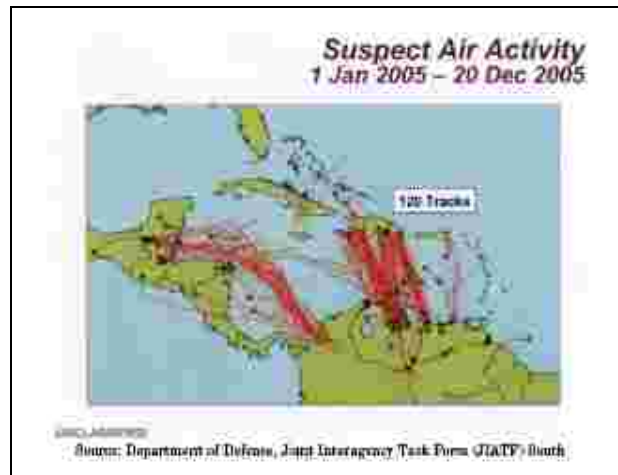 Suspect Air Activity
1 Jan 2005 – 20 Dec 2005
120 Tracks
UNCLASSIFIED
Source: Department of Defense, Joint Interagency Task Force (JIATF) South